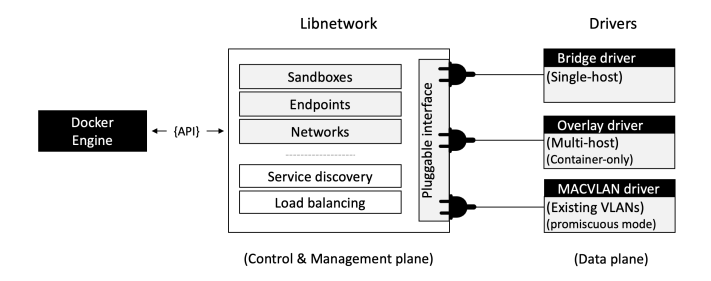 Libnetwork
Drivers
Docker
Engine
{API}
Sandboxes
Endpoints
Networks
Service discovery
Load balancing
Pluggable interface
Bridge driver
(Single-host)
Overlay driver
(Multi-host)
(Container-only)
MACVLAN driver
(Existing VLANs)
(promiscuous mode)
(Control & Management plane)
(Data plane)